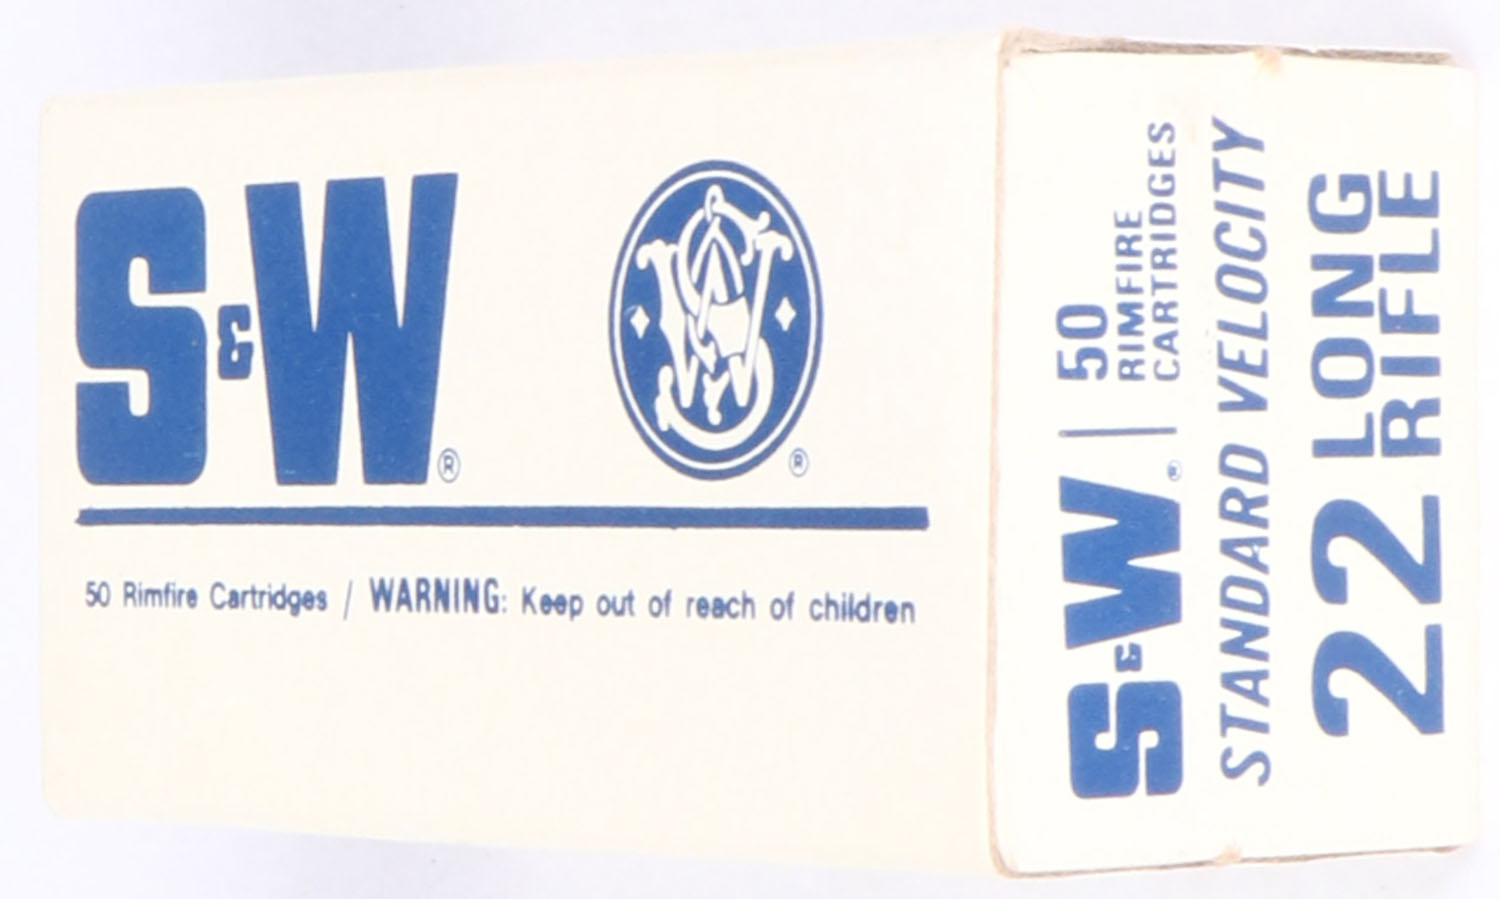 S&W®
®
50 Rimfire Cartridges / WARNING: Keep out of reach of children
S&W® | 50 RIMFIRE CARTRIDGES
STANDARD VELOCITY
22 LONG RIFLE